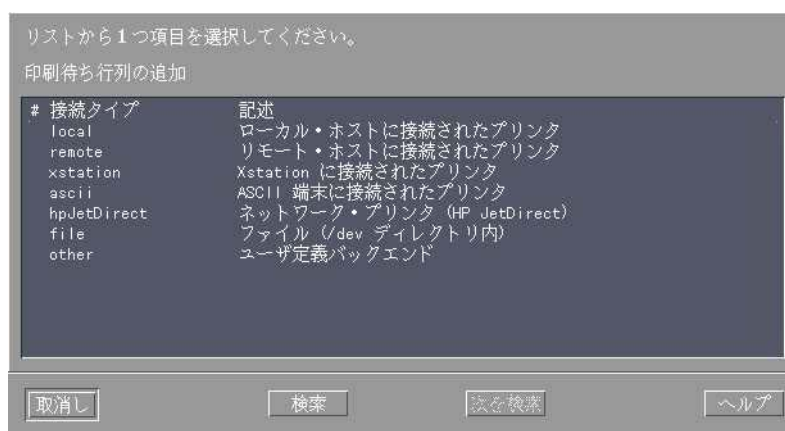 リストから1つ項目を選択してください。
印刷待ち行列の追加
# 接続タイプ 記述
local ローカル・ホストに接続されたプリンタ
remote リモート・ホストに接続されたプリンタ
xstation Xstation に接続されたプリンタ
ascii ASCII 端末に接続されたプリンタ
hpJetDirect ネットワーク・プリンタ (HP JetDirect)
file ファイル (/dev ディレクトリ内)
other ユーザ定義バックエンド
取消し 検索 次を検索 ヘルプ